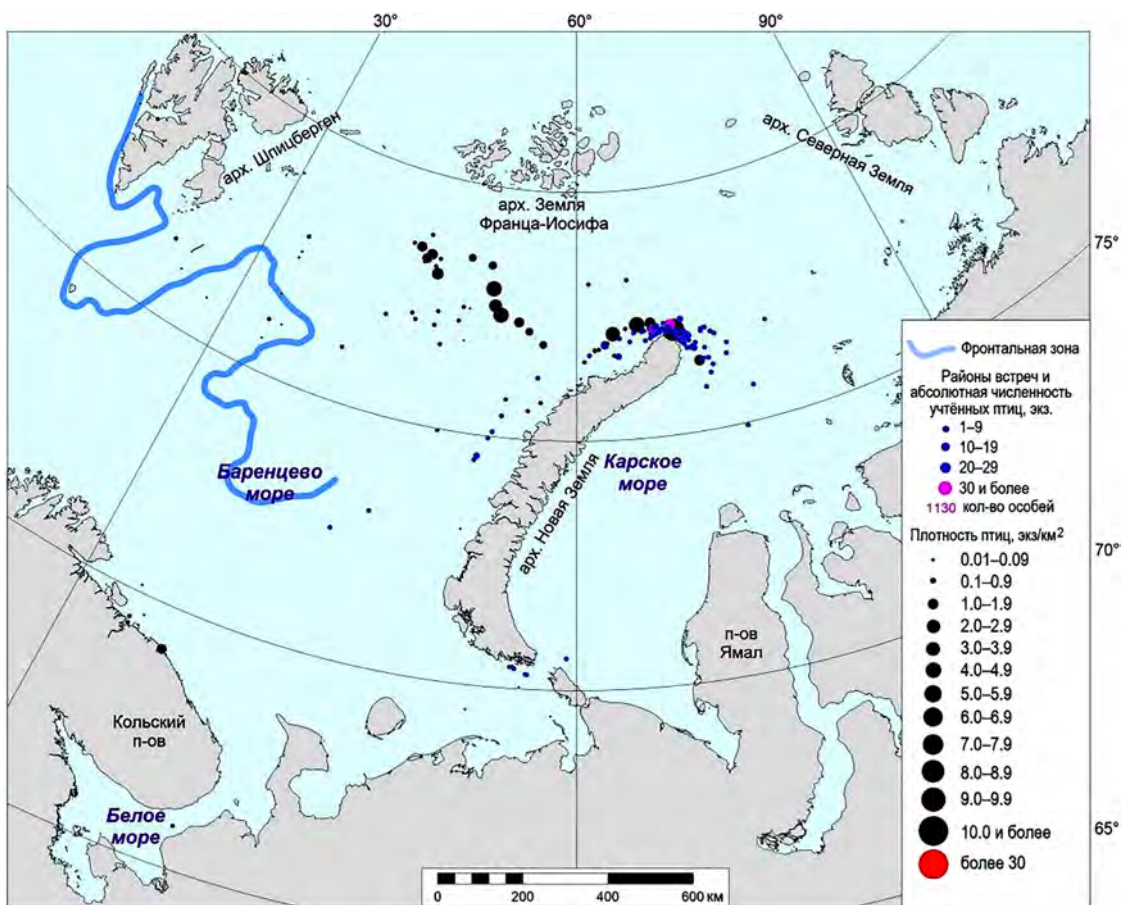 30°
60°
90°
арх. Шпицберген
арх. Северная Земля
арх. Земля
Франца-Иосифа
75°
Фронтальная зона
Районы встреч и
абсолютная численность
учтённых птиц, экз.
1–9
10–19
20–29
30 и более
1130 кол-во особей
Плотность птиц, экз/км2
0.01–0.09
0.1–0.9
1.0–1.9
2.0–2.9
3.0–3.9
4.0–4.9
5.0–5.9
6.0–6.9
7.0–7.9
8.0–8.9
9.0–9.9
10.0 и более
более 30
Баренцево
море
Карское
море
арх. Новая Земля
70°
п-ов
Ямал
Кольский
п-ов
Белое
море
65°
0 200 400 600 км